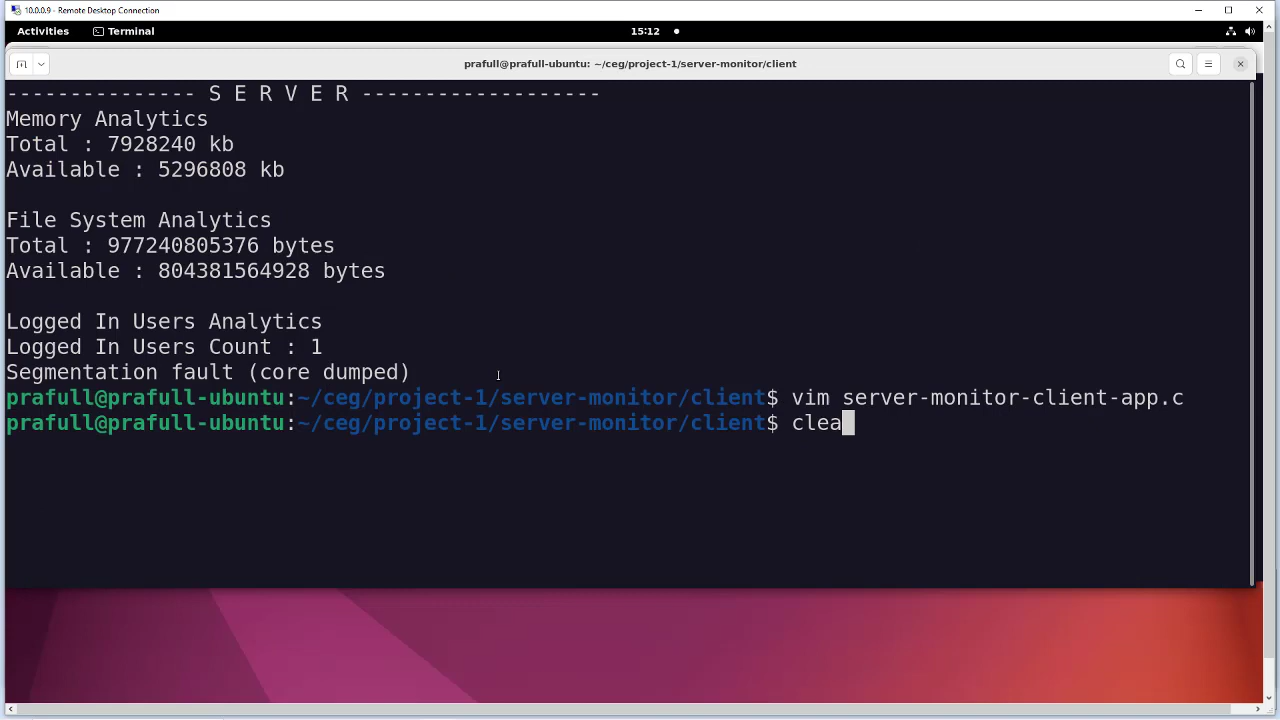 10.0.0.9 - Remote Desktop Connection
Activities
Terminal
15:12
prafull@prafull-ubuntu: ~/ceg/project-1/server-monitor/client
--------------- S E R V E R -------------------
Memory Analytics
Total : 7928240 kb
Available : 5296808 kb
File System Analytics
Total : 977240805376 bytes
Available : 804381564928 bytes
Logged In Users Analytics
Logged In Users Count : 1
Segmentation fault (core dumped)
prafull@prafull-ubuntu:~/ceg/project-1/server-monitor/client$ vim server-monitor-client-app.c
prafull@prafull-ubuntu:~/ceg/project-1/server-monitor/client$ clea